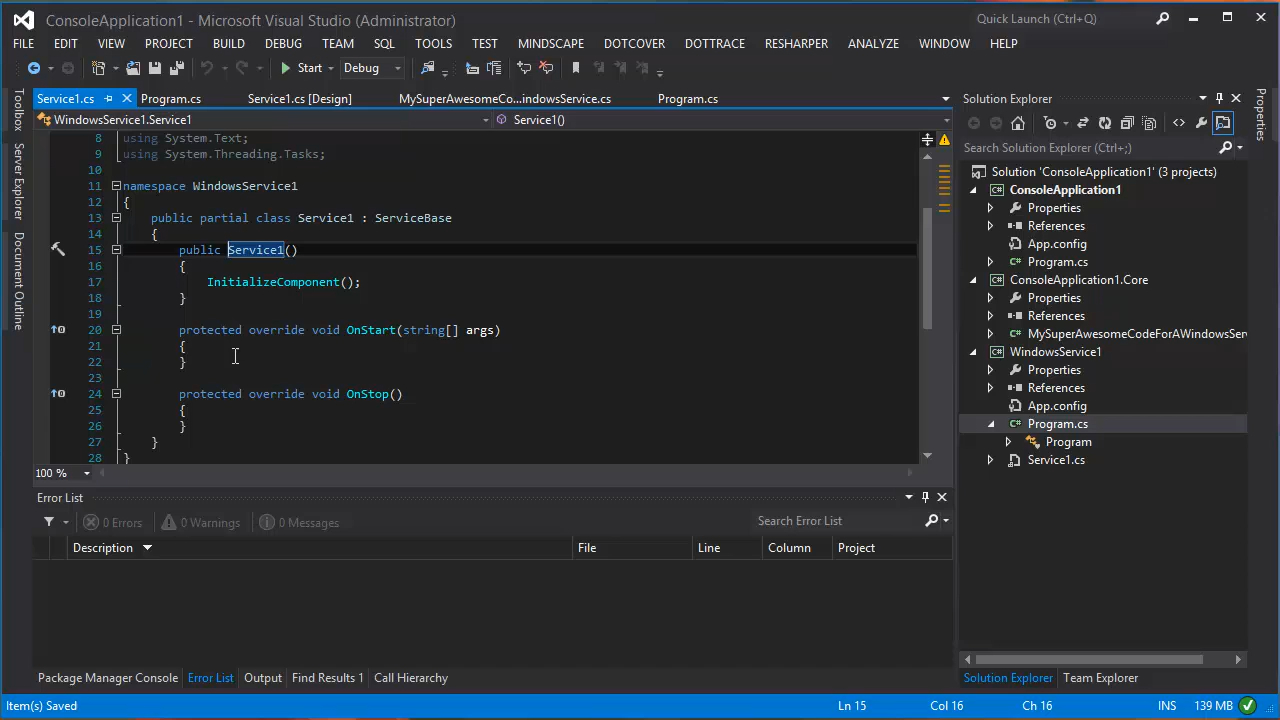 ConsoleApplication1 - Microsoft Visual Studio (Administrator)
Quick Launch (Ctrl+Q)
FILE EDIT VIEW PROJECT BUILD DEBUG TEAM SQL TOOLS TEST MINDSCAPE DOTCOVER DOTTRACE RESHARPER ANALYZE WINDOW HELP
Start Debug
Toolbox
Server Explorer
Document Outline
Service1.cs Program.cs Service1.cs [Design] MySuperAwesomeCo...indowsService.cs Program.cs
WindowsService1.Service1 Service1()
8 using System.Text;
9 using System.Threading.Tasks;
10
11 namespace WindowsService1
12 {
13 public partial class Service1 : ServiceBase
14 {
15 public Service1()
16 {
17 InitializeComponent();
18 }
19
20 protected override void OnStart(string[] args)
21 {
22 }
23
24 protected override void OnStop()
25 {
26 }
27 }
28 }
100 %
Error List
0 Errors 0 Warnings 0 Messages Search Error List
Description File Line Column Project
Package Manager Console Error List Output Find Results 1 Call Hierarchy
Solution Explorer
Search Solution Explorer (Ctrl+;)
Solution 'ConsoleApplication1' (3 projects)
ConsoleApplication1
Properties
References
App.config
Program.cs
ConsoleApplication1.Core
Properties
References
MySuperAwesomeCodeForAWindowsServ
WindowsService1
Properties
References
App.config
Program.cs
Program
Service1.cs
Solution Explorer Team Explorer
Properties
Item(s) Saved Ln 15 Col 16 Ch 16 INS 139 MB